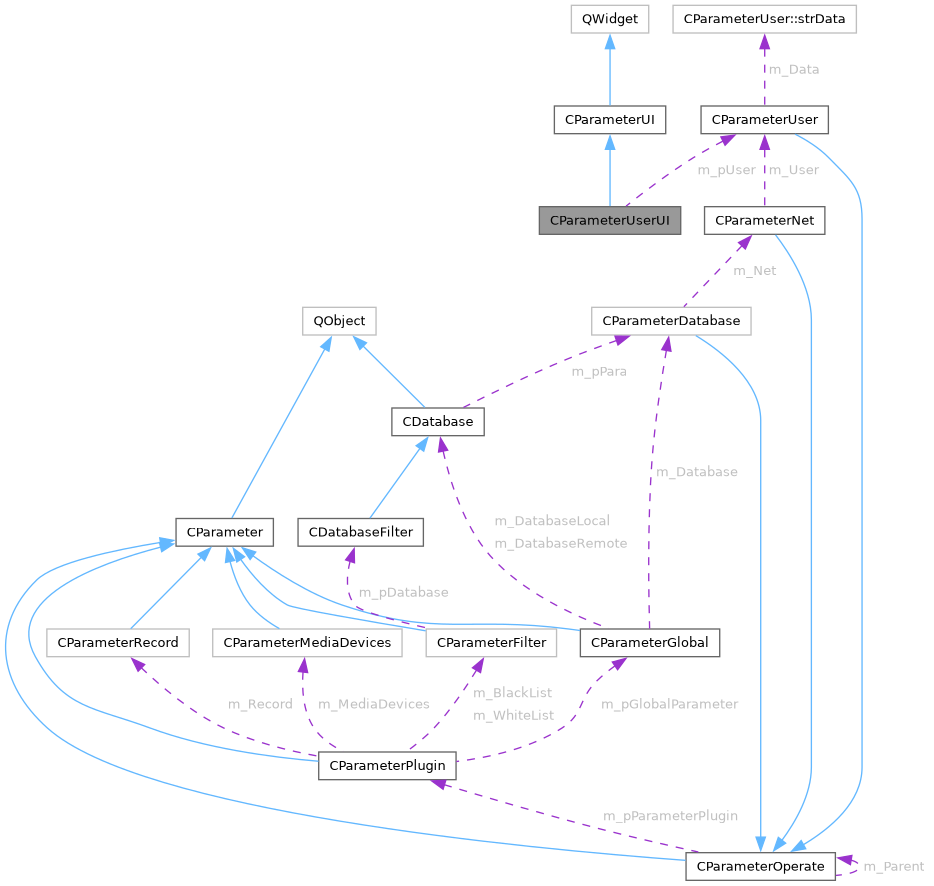 QWidget
CParameterUser::strData
m_Data
CParameterUI
CParameterUser
m_pUser
m_User
CParameterUserUI
CParameterNet
m_Net
QObject
CParameterDatabase
m_pPara
CDatabase
m_Database
m_DatabaseLocal
m_DatabaseRemote
CParameter
CDatabaseFilter
m_pDatabase
CParameterRecord
CParameterMediaDevices
CParameterFilter
CParameterGlobal
m_Record
m_MediaDevices
m_BlackList
m_WhiteList
m_pGlobalParameter
CParameterPlugin
m_pParameterPlugin
CParameterOperate
m_Parent